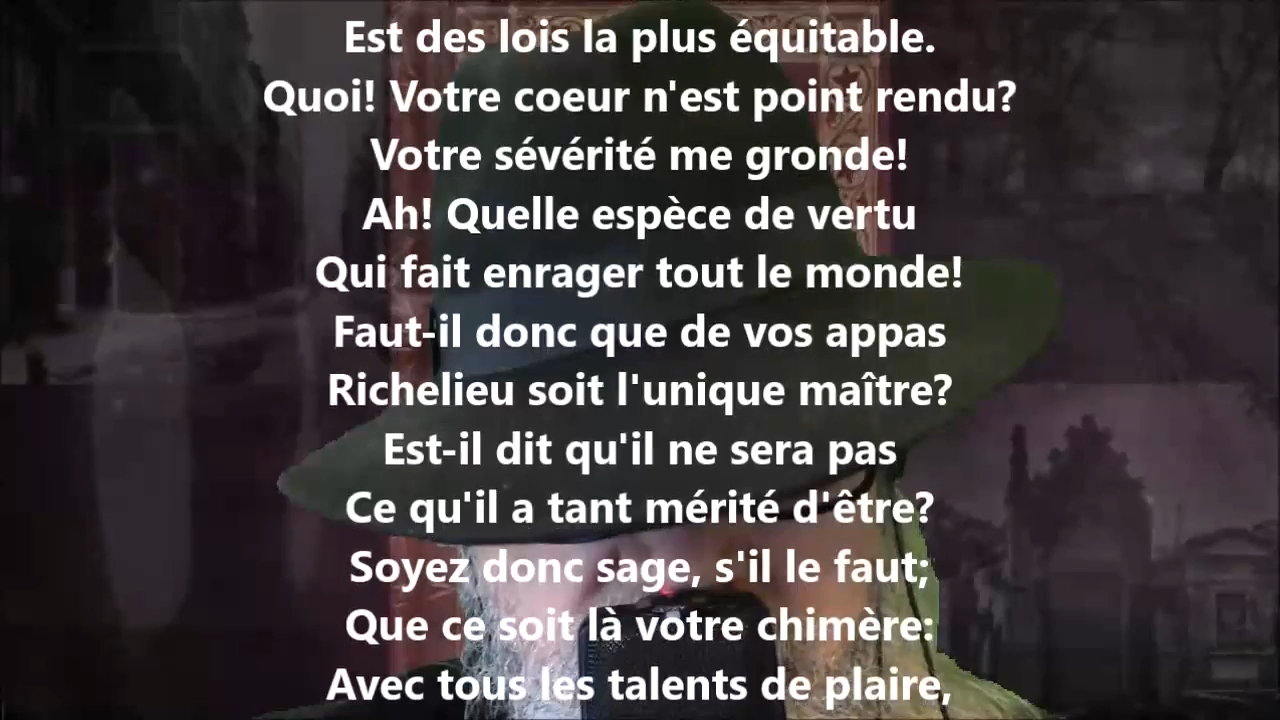 Est des lois la plus équitable.
Quoi! Votre coeur n'est point rendu?
Votre sévérité me gronde!
Ah! Quelle espèce de vertu
Qui fait enrager tout le monde!
Faut-il donc que de vos appas
Richelieu soit l'unique maître?
Est-il dit qu'il ne sera pas
Ce qu'il a tant mérité d'être?
Soyez donc sage, s'il le faut;
Que ce soit là votre chimère:
Avec tous les talents de plaire,